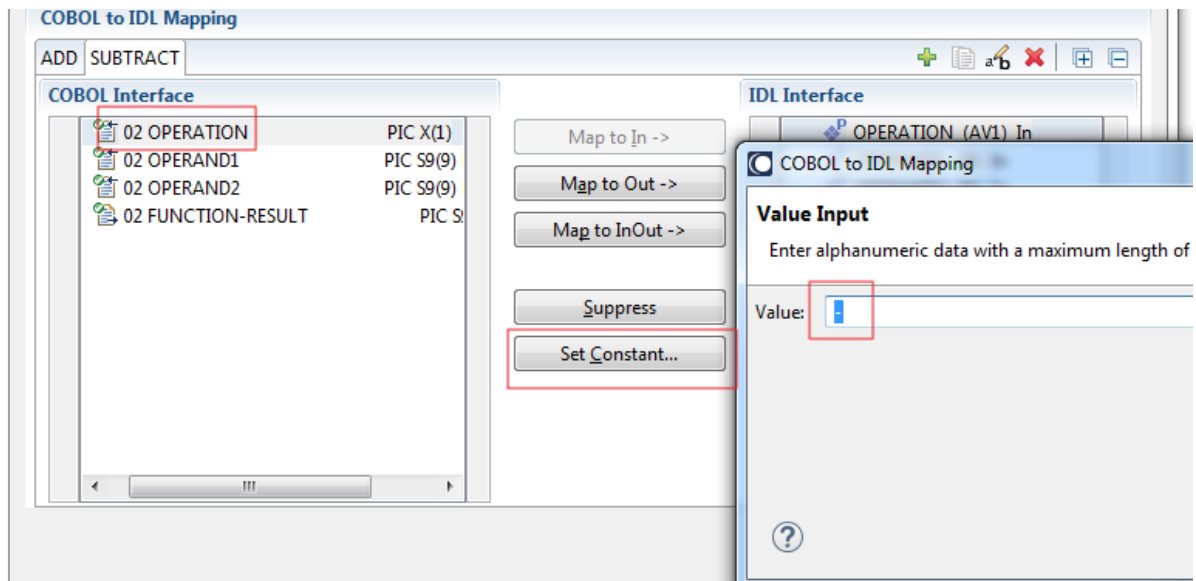 COBOL to IDL Mapping
ADD SUBTRACT
COBOL Interface
02 OPERATION PIC X(1)
02 OPERAND1 PIC S9(9)
02 OPERAND2 PIC S9(9)
02 FUNCTION-RESULT PIC S
Map to In ->
Map to Out ->
Map to InOut ->
Suppress
Set Constant...
IDL Interface
OPERATION (AV1) In
COBOL to IDL Mapping
Value Input
Enter alphanumeric data with a maximum length of
Value: -